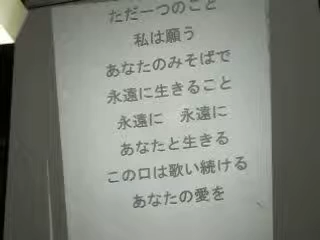 ただ一つのこと
私は願う
あなたのみそばで
永遠に生きること
永遠に　永遠に
あなたと生きる
この口は歌い続ける
あなたの愛を